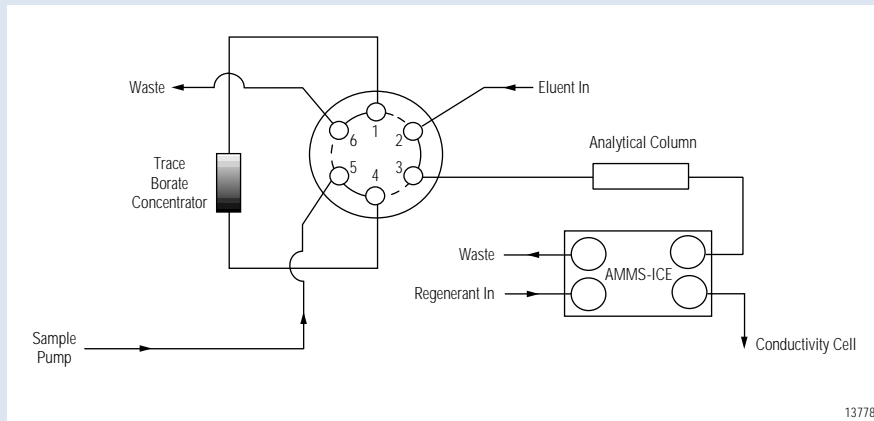 Waste
Eluent In
1
6
2
Analytical Column
5
4
3
Trace
Borate
Concentrator
Waste
AMMS-ICE
Regenerant In
Sample
Pump
Conductivity Cell
13778